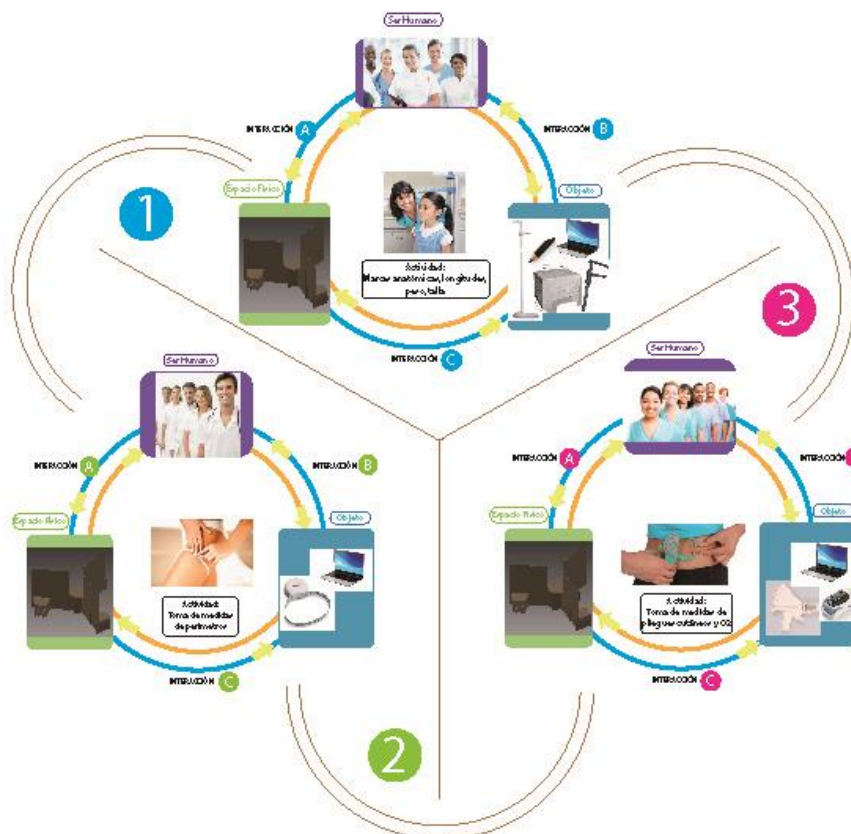 Ser Humano
INTERACCIÓN A
INTERACCIÓN B
Espacio Físico
Objeto
1
Actividad:
Marcas anatómicas, longitudes,
peso, talla
3
INTERACCIÓN C
Ser Humano
INTERACCIÓN A
INTERACCIÓN B
Espacio Físico
Objeto
Actividad:
Toma de medidas
de perimetros
INTERACCIÓN C
2
Ser Humano
INTERACCIÓN A
INTERACCIÓN
Espacio Físico
Objeto
Actividad:
Toma de medidas de
pliegues cutáneos y O2
INTERACCIÓN C